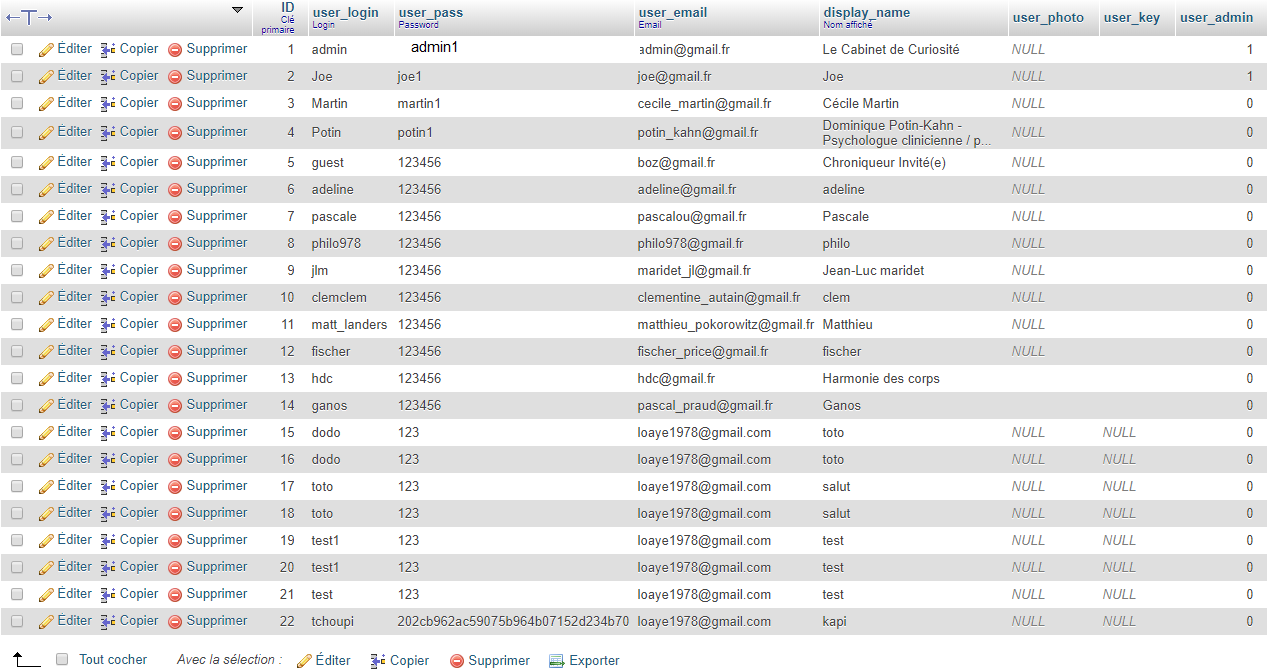 ID user_login user_pass user_email display_name user_photo user_key user_admin
Clé primaire Login Password Email Nom affiché
Éditer Copier Supprimer 1 admin admin1 admin@gmail.fr Le Cabinet de Curiosité NULL 1
Éditer Copier Supprimer 2 Joe joe1 joe@gmail.fr Joe NULL 1
Éditer Copier Supprimer 3 Martin martin1 cecile_martin@gmail.fr Cécile Martin NULL 0
Éditer Copier Supprimer 4 Potin potin1 potin_kahn@gmail.fr Dominique Potin-Kahn - NULL 0
Psychologue clinicienne / p...
Éditer Copier Supprimer 5 guest 123456 boz@gmail.fr Chroniqueur Invité(e) NULL 0
Éditer Copier Supprimer 6 adeline 123456 adeline@gmail.fr adeline NULL 0
Éditer Copier Supprimer 7 pascale 123456 pascalou@gmail.fr Pascale NULL 0
Éditer Copier Supprimer 8 philo978 123456 philo978@gmail.fr philo NULL 0
Éditer Copier Supprimer 9 jlm 123456 maridet_jl@gmail.fr Jean-Luc maridet NULL 0
Éditer Copier Supprimer 10 clemclem 123456 clementine_autain@gmail.fr clem NULL 0
Éditer Copier Supprimer 11 matt_landers 123456 matthieu_pokorowitz@gmail.fr Matthieu NULL 0
Éditer Copier Supprimer 12 fischer 123456 fischer_price@gmail.fr fischer NULL 0
Éditer Copier Supprimer 13 hdc 123456 hdc@gmail.fr Harmonie des corps 0
Éditer Copier Supprimer 14 ganos 123456 pascal_praud@gmail.fr Ganos 0
Éditer Copier Supprimer 15 dodo 123 loaye1978@gmail.com toto NULL NULL 0
Éditer Copier Supprimer 16 dodo 123 loaye1978@gmail.com toto NULL NULL 0
Éditer Copier Supprimer 17 toto 123 loaye1978@gmail.com salut NULL NULL 0
Éditer Copier Supprimer 18 toto 123 loaye1978@gmail.com salut NULL NULL 0
Éditer Copier Supprimer 19 test1 123 loaye1978@gmail.com test NULL NULL 0
Éditer Copier Supprimer 20 test1 123 loaye1978@gmail.com test NULL NULL 0
Éditer Copier Supprimer 21 test 123 loaye1978@gmail.com test NULL NULL 0
Éditer Copier Supprimer 22 tchoupi 202cb962ac59075b964b07152d234b70 loaye1978@gmail.com kapi NULL NULL 0
Tout cocher Avec la sélection : Éditer Copier Supprimer Exporter